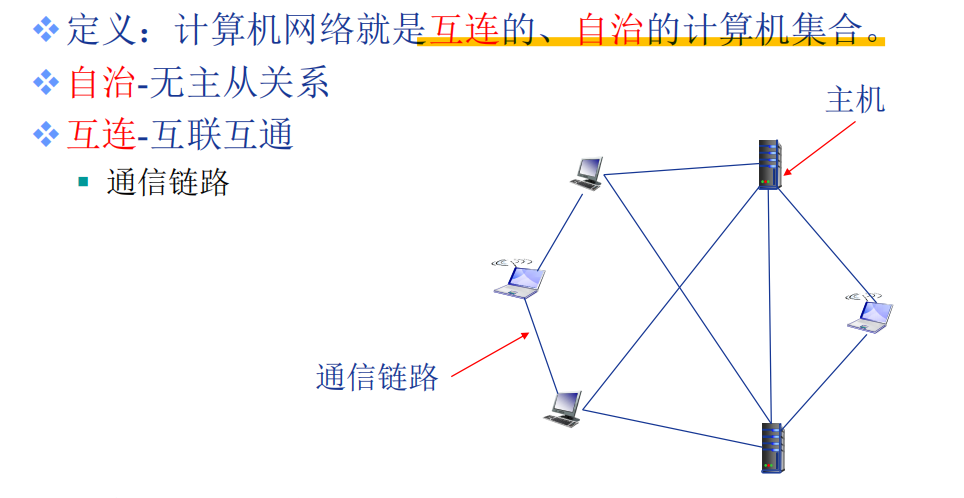 定义：计算机网络就是互连的、自治的计算机集合。
自治-无主从关系
互连-互联互通
通信链路
主机
通信链路